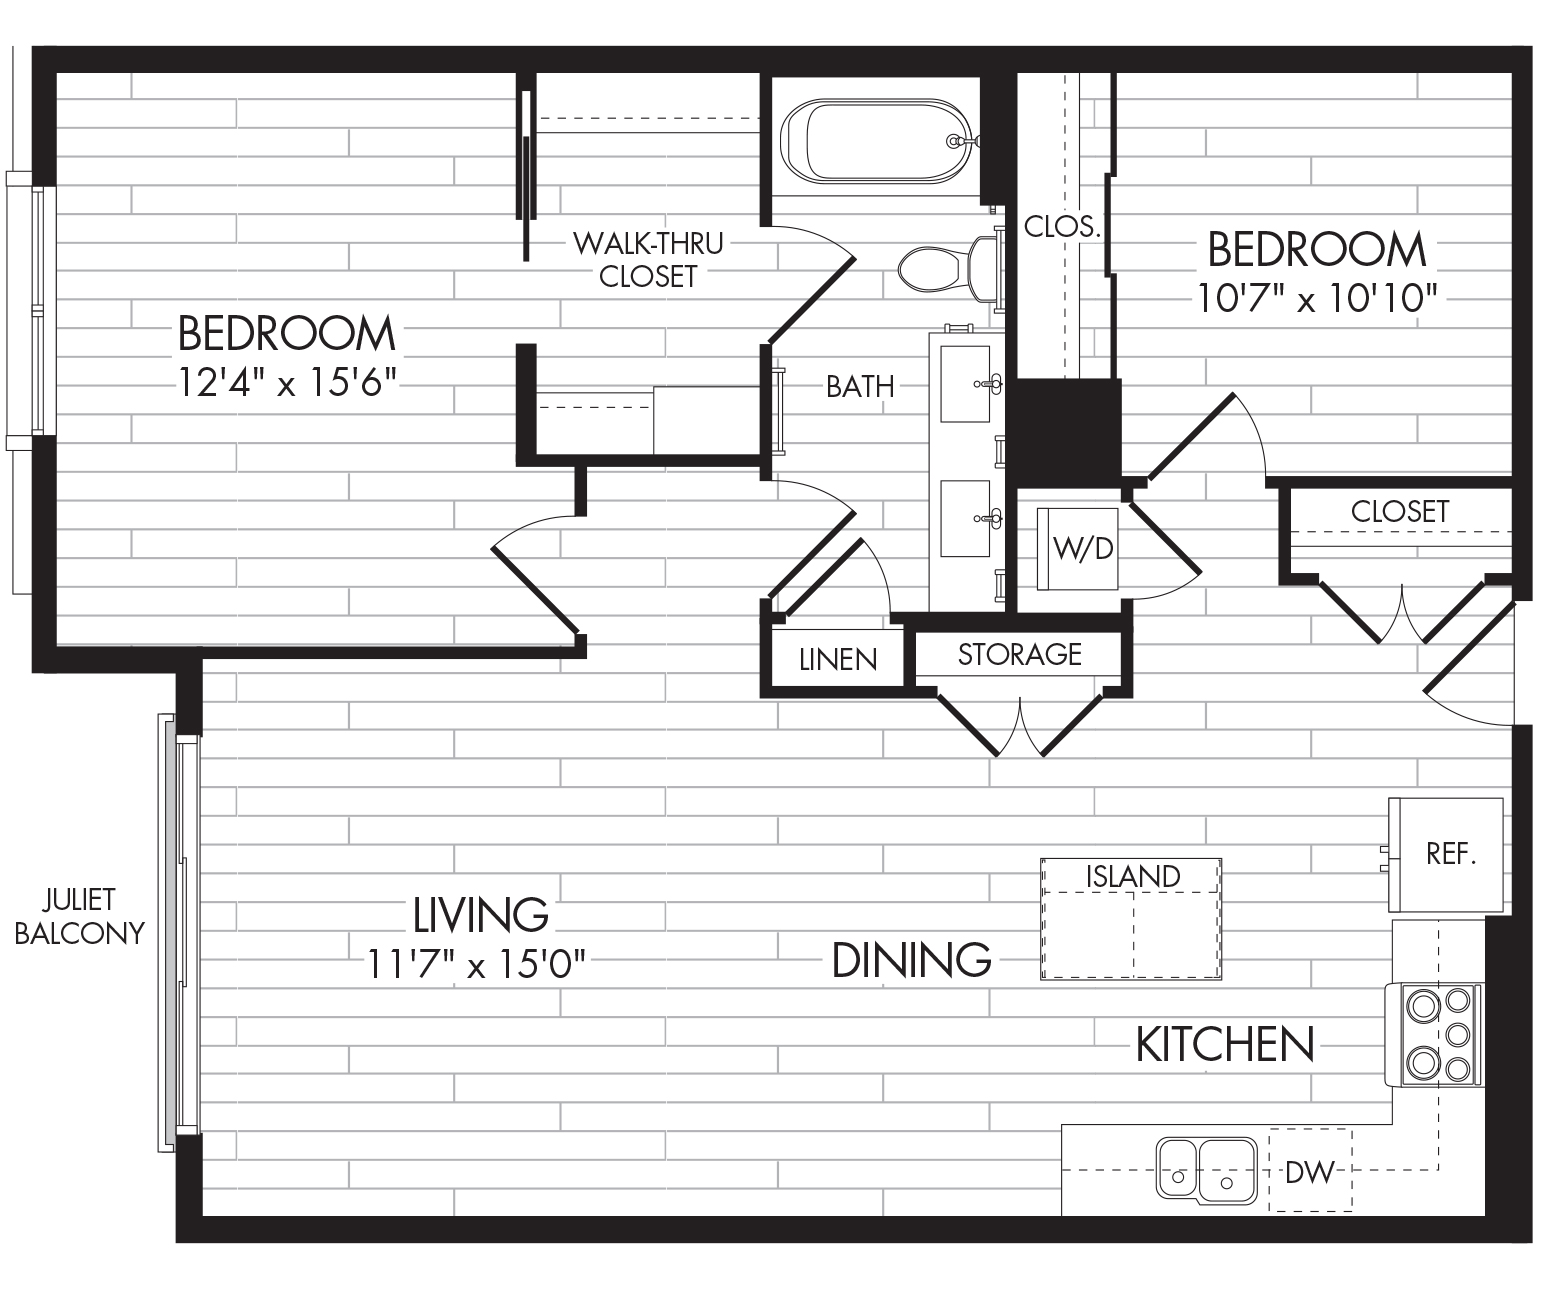 WALK-THRU
CLOSET
CLOS.
BEDROOM
10'7" x 10'10"
BEDROOM
12'4" x 15'6"
BATH
CLOSET
W/D
LINEN
STORAGE
REF.
ISLAND
JULIET
BALCONY
LIVING
11'7" x 15'0"
DINING
KITCHEN
DW